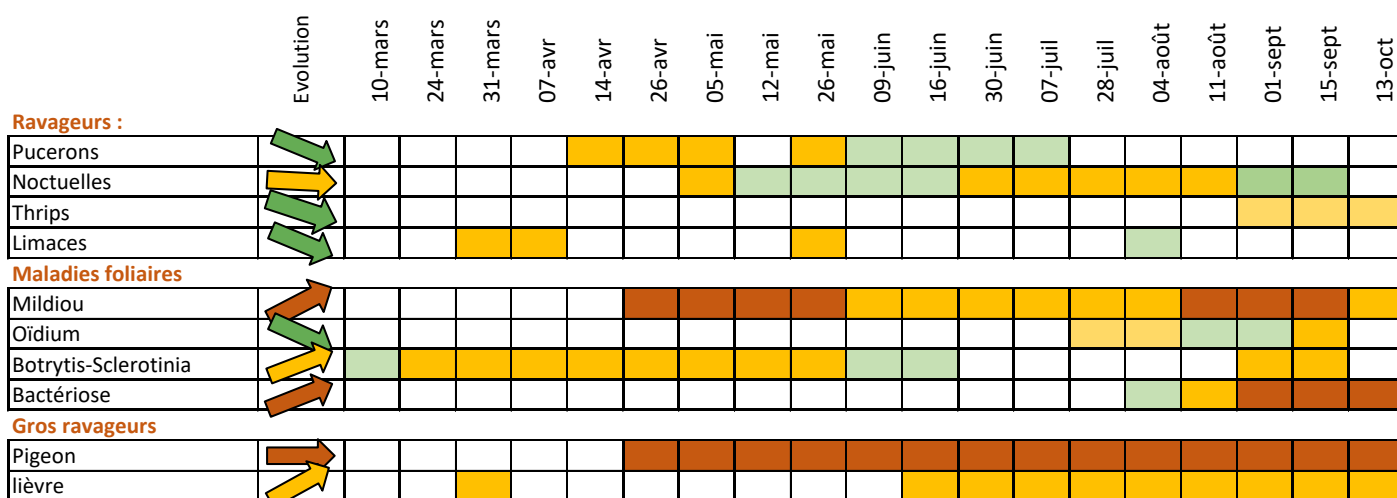 Evolution 10-mars 24-mars 31-mars 07-avr 14-avr 26-avr 05-mai 12-mai 26-mai 09-juin 16-juin 30-juin 07-juil 28-juil 04-août 11-août 01-sept 15-sept 13-oct
Ravageurs :
Pucerons
Noctuelles
Thrips
Limaces
Maladies foliaires
Mildiou
Oïdium
Botrytis-Sclerotinia
Bactériose
Gros ravageurs
Pigeon
lièvre